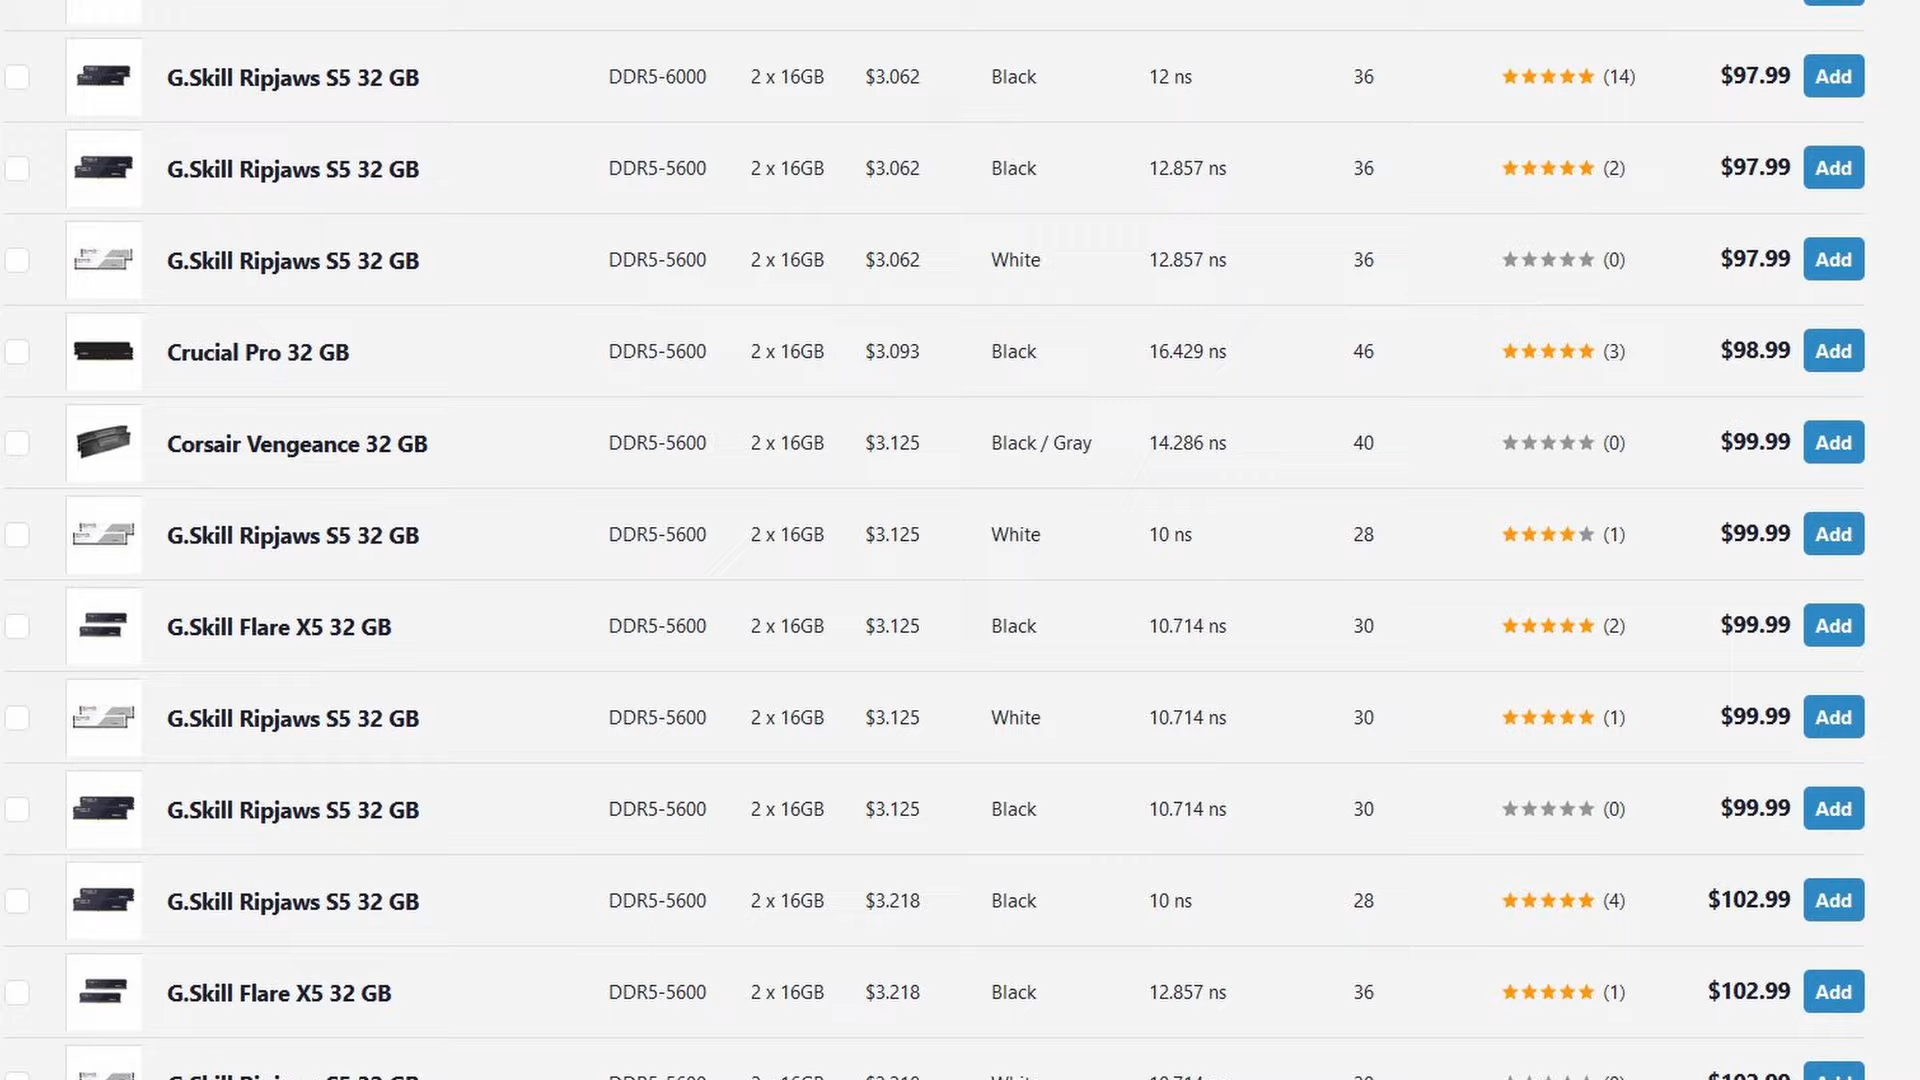 G.Skill Ripjaws S5 32 GB DDR5-6000 2 x 16GB $3.062 Black 12 ns 36 (14) $97.99 Add
G.Skill Ripjaws S5 32 GB DDR5-5600 2 x 16GB $3.062 Black 12.857 ns 36 (2) $97.99 Add
G.Skill Ripjaws S5 32 GB DDR5-5600 2 x 16GB $3.062 White 12.857 ns 36 (0) $97.99 Add
Crucial Pro 32 GB DDR5-5600 2 x 16GB $3.093 Black 16.429 ns 46 (3) $98.99 Add
Corsair Vengeance 32 GB DDR5-5600 2 x 16GB $3.125 Black / Gray 14.286 ns 40 (0) $99.99 Add
G.Skill Ripjaws S5 32 GB DDR5-5600 2 x 16GB $3.125 White 10 ns 28 (1) $99.99 Add
G.Skill Flare X5 32 GB DDR5-5600 2 x 16GB $3.125 Black 10.714 ns 30 (2) $99.99 Add
G.Skill Ripjaws S5 32 GB DDR5-5600 2 x 16GB $3.125 White 10.714 ns 30 (1) $99.99 Add
G.Skill Ripjaws S5 32 GB DDR5-5600 2 x 16GB $3.125 Black 10.714 ns 30 (0) $99.99 Add
G.Skill Ripjaws S5 32 GB DDR5-5600 2 x 16GB $3.218 Black 10 ns 28 (4) $102.99 Add
G.Skill Flare X5 32 GB DDR5-5600 2 x 16GB $3.218 Black 12.857 ns 36 (1) $102.99 Add